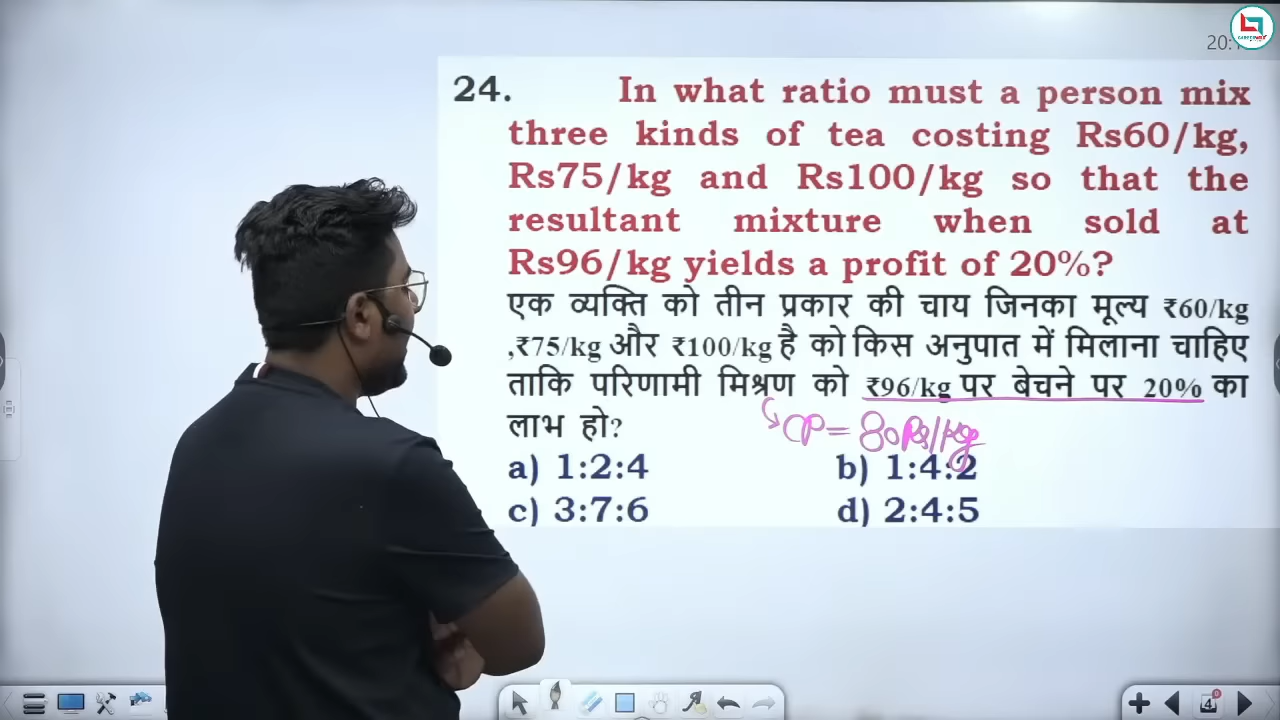 20:
24. In what ratio must a person mix
three kinds of tea costing Rs60/kg,
Rs75/kg and Rs100/kg so that the
resultant mixture when sold at
Rs96/kg yields a profit of 20%?
एक व्यक्ति को तीन प्रकार की चाय जिनका मूल्य ₹60/kg
,₹75/kg और ₹100/kg है को किस अनुपात में मिलाना चाहिए
ताकि परिणामी मिश्रण को ₹96/kg पर बेचने पर 20% का
लाभ हो?
CP = 80 Rs/kg
a) 1:2:4 b) 1:4:2
c) 3:7:6 d) 2:4:5